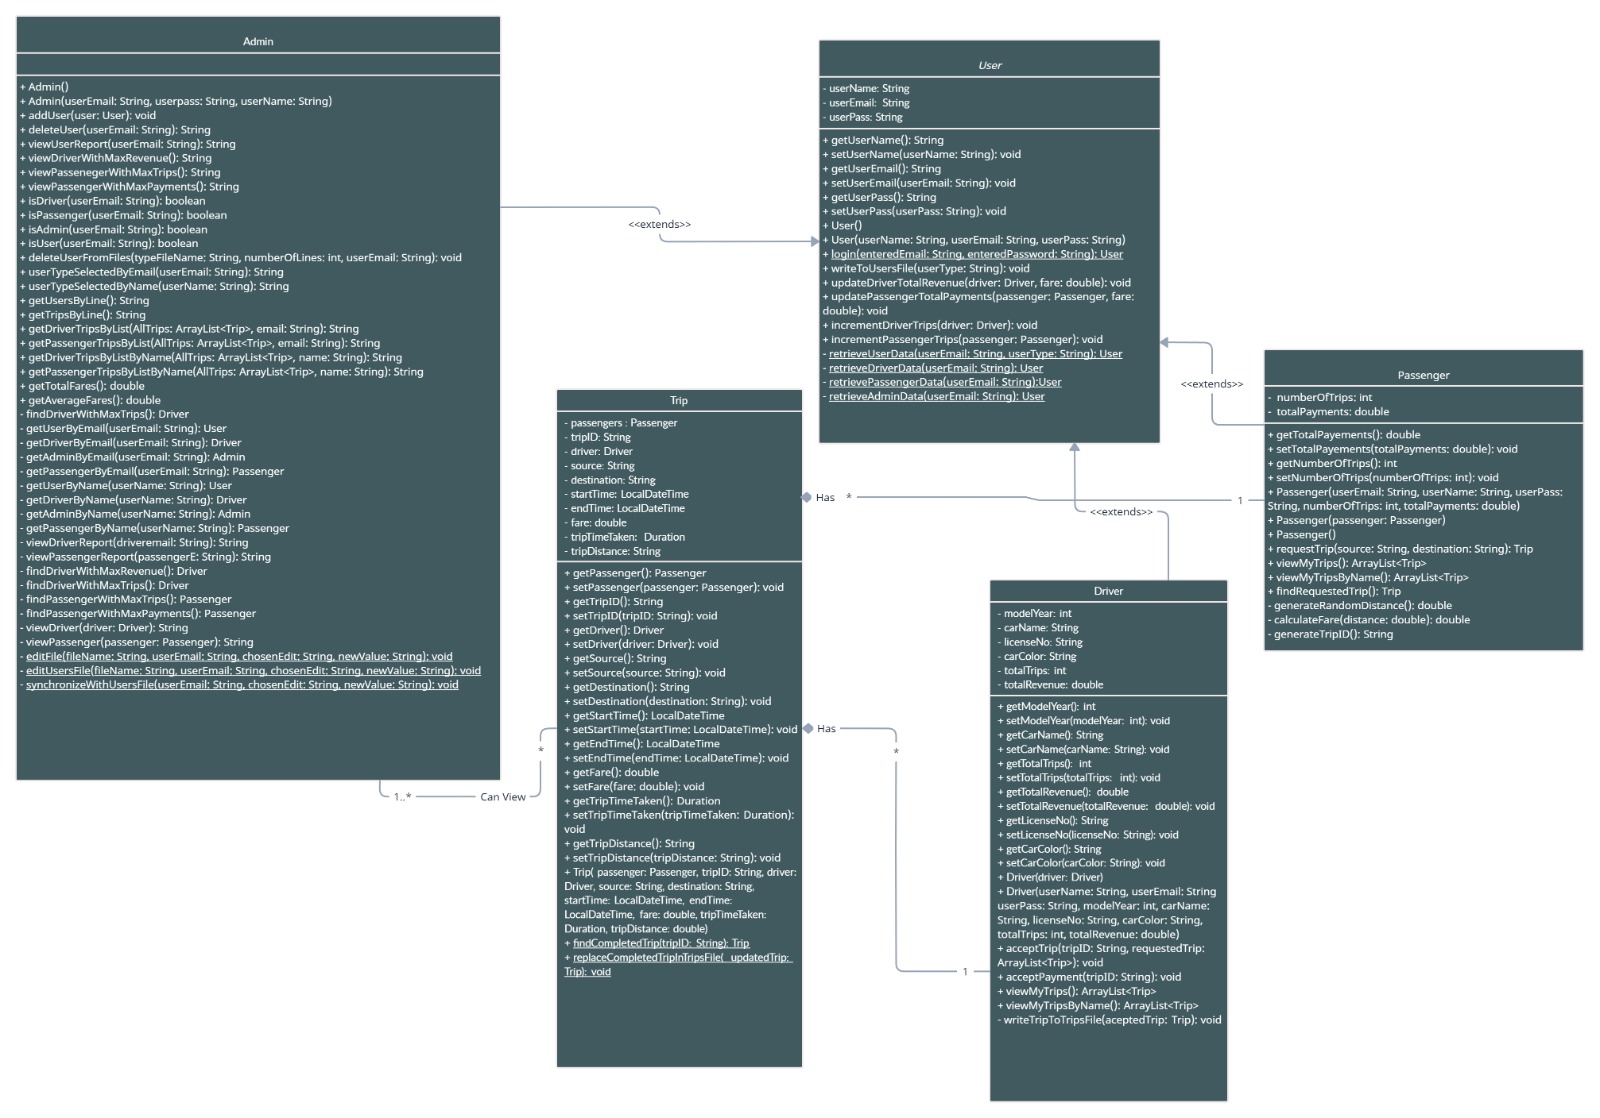 Admin
+ Admin()
+ Admin(userEmail: String, userpass: String, userName: String)
+ addUser(user: User): void
+ deleteUser(userEmail: String): String
+ viewUserReport(userEmail: String): String
+ viewDriverWithMaxRevenue(): String
+ viewPassenegerWithMaxTrips(): String
+ viewPassengerWithMaxPayments(): String
+ isDriver(userEmail: String): boolean
+ isPassenger(userEmail: String): boolean
+ isAdmin(userEmail: String): boolean
+ isUser(userEmail: String): boolean
+ deleteUserFromFiles(typeFileName: String, numberOfLines: int, userEmail: String): void
+ userTypeSelectedByEmail(userEmail: String): String
+ userTypeSelectedByName(userName: String): String
+ getUsersByLine(): String
+ getTripsByLine(): String
+ getDriverTripsByList(AllTrips: ArrayList<Trip>, email: String): String
+ getPassengerTripsByList(AllTrips: ArrayList<Trip>, email: String): String
+ getDriverTripsByListByName(AllTrips: ArrayList<Trip>, name: String): String
+ getPassengerTripsByListByName(AllTrips: ArrayList<Trip>, name: String): String
+ getTotalFares(): double
+ getAverageFares(): double
- findDriverWithMaxTrips(): Driver
- getUserByEmail(userEmail: String): User
- getDriverByEmail(userEmail: String): Driver
- getAdminByEmail(userEmail: String): Admin
- getPassengerByEmail(userEmail: String): Passenger
- getUserByName(userName: String): User
- getDriverByName(userName: String): Driver
- getAdminByName(userName: String): Admin
- getPassengerByName(userName: String): Passenger
- viewDriverReport(driveremail: String): String
- viewPassengerReport(passengerE: String): String
- findDriverWithMaxRevenue(): Driver
- findDriverWithMaxTrips(): Driver
- findPassengerWithMaxTrips(): Passenger
- findPassengerWithMaxPayments(): Passenger
- viewDriver(driver: Driver): String
- viewPassenger(passenger: Passenger): String
- editFile(fileName: String, userEmail: String, chosenEdit: String, newValue: String): void
- editUsersFile(fileName: String, userEmail: String, chosenEdit: String, newValue: String): void
- synchronizeWithUsersFile(userEmail: String, chosenEdit: String, newValue: String): void
<<extends>>
User
- userName: String
- userEmail: String
- userPass: String
+ getUserName(): String
+ setUserName(userName: String): void
+ getUserEmail(): String
+ setUserEmail(userEmail: String): void
+ getUserPass(): String
+ setUserPass(userPass: String): void
+ User()
+ User(userName: String, userEmail: String, userPass: String)
+ login(enteredEmail: String, enteredPassword: String): User
+ writeToUsersFile(userType: String): void
+ updateDriverTotalRevenue(driver: Driver, fare: double): void
+ updatePassengerTotalPayments(passenger: Passenger, fare:
double): void
+ incrementDriverTrips(driver: Driver): void
+ incrementPassengerTrips(passenger: Passenger): void
- retrieveUserData(userEmail: String, userType: String): User
- retrieveDriverData(userEmail: String): User
- retrievePassengerData(userEmail: String):User
- retrieveAdminData(userEmail: String): User
<<extends>>
Passenger
- numberOfTrips: int
- totalPayments: double
+ getTotalPayements(): double
+ setTotalPayements(totalPayments: double): void
+ getNumberOfTrips(): int
+ setNumberOfTrips(numberOfTrips: int): void
+ Passenger(userEmail: String, userName: String, userPass:
String, numberOfTrips: int, totalPayments: double)
+ Passenger(passenger: Passenger)
+ Passenger()
+ requestTrip(source: String, destination: String): Trip
+ viewMyTrips(): ArrayList<Trip>
+ viewMyTripsByName(): ArrayList<Trip>
+ findRequestedTrip(): Trip
- generateRandomDistance(): double
- calculateFare(distance: double): double
- generateTripID(): String
Trip
- passengers : Passenger
- tripID: String
- driver: Driver
- source: String
- destination: String
- startTime: LocalDateTime
- endTime: LocalDateTime
- fare: double
- tripTimeTaken: Duration
- tripDistance: String
+ getPassenger(): Passenger
+ setPassenger(passenger: Passenger): void
+ getTripID(): String
+ setTripID(tripID: String): void
+ getDriver(): Driver
+ setDriver(driver: Driver): void
+ getSource(): String
+ setSource(source: String): void
+ getDestination(): String
+ setDestination(destination: String): void
+ getStartTime(): LocalDateTime
+ setStartTime(startTime: LocalDateTime): void
+ getEndTime(): LocalDateTime
+ setEndTime(endTime: LocalDateTime): void
+ getFare(): double
+ setFare(fare: double): void
+ getTripTimeTaken(): Duration
+ setTripTimeTaken(tripTimeTaken: Duration):
void
+ getTripDistance(): String
+ setTripDistance(tripDistance: String): void
+ Trip( passenger: Passenger, tripID: String, driver:
Driver, source: String, destination: String,
startTime: LocalDateTime, endTime:
LocalDateTime, fare: double, tripTimeTaken:
Duration, tripDistance: double)
+ findCompletedTrip(tripID: String): Trip
+ replaceCompletedTripInTripsFile( updatedTrip:
Trip): void
Has * 1
<<extends>>
Has
*
1
*
1..* Can View
Driver
- modelYear: int
- carName: String
- licenseNo: String
- carColor: String
- totalTrips: int
- totalRevenue: double
+ getModelYear(): int
+ setModelYear(modelYear: int): void
+ getCarName(): String
+ setCarName(carName: String): void
+ getTotalTrips(): int
+ setTotalTrips(totalTrips: int): void
+ getTotalRevenue(): double
+ setTotalRevenue(totalRevenue: double): void
+ getLicenseNo(): String
+ setLicenseNo(licenseNo: String): void
+ getCarColor(): String
+ setCarColor(carColor: String): void
+ Driver(driver: Driver)
+ Driver(userName: String, userEmail: String
userPass: String, modelYear: int, carName:
String, licenseNo: String, carColor: String,
totalTrips: int, totalRevenue: double)
+ acceptTrip(tripID: String, requestedTrip:
ArrayList<Trip>): void
+ acceptPayment(tripID: String): void
+ viewMyTrips(): ArrayList<Trip>
+ viewMyTripsByName(): ArrayList<Trip>
- writeTripToTripsFile(aceptedTrip: Trip): void